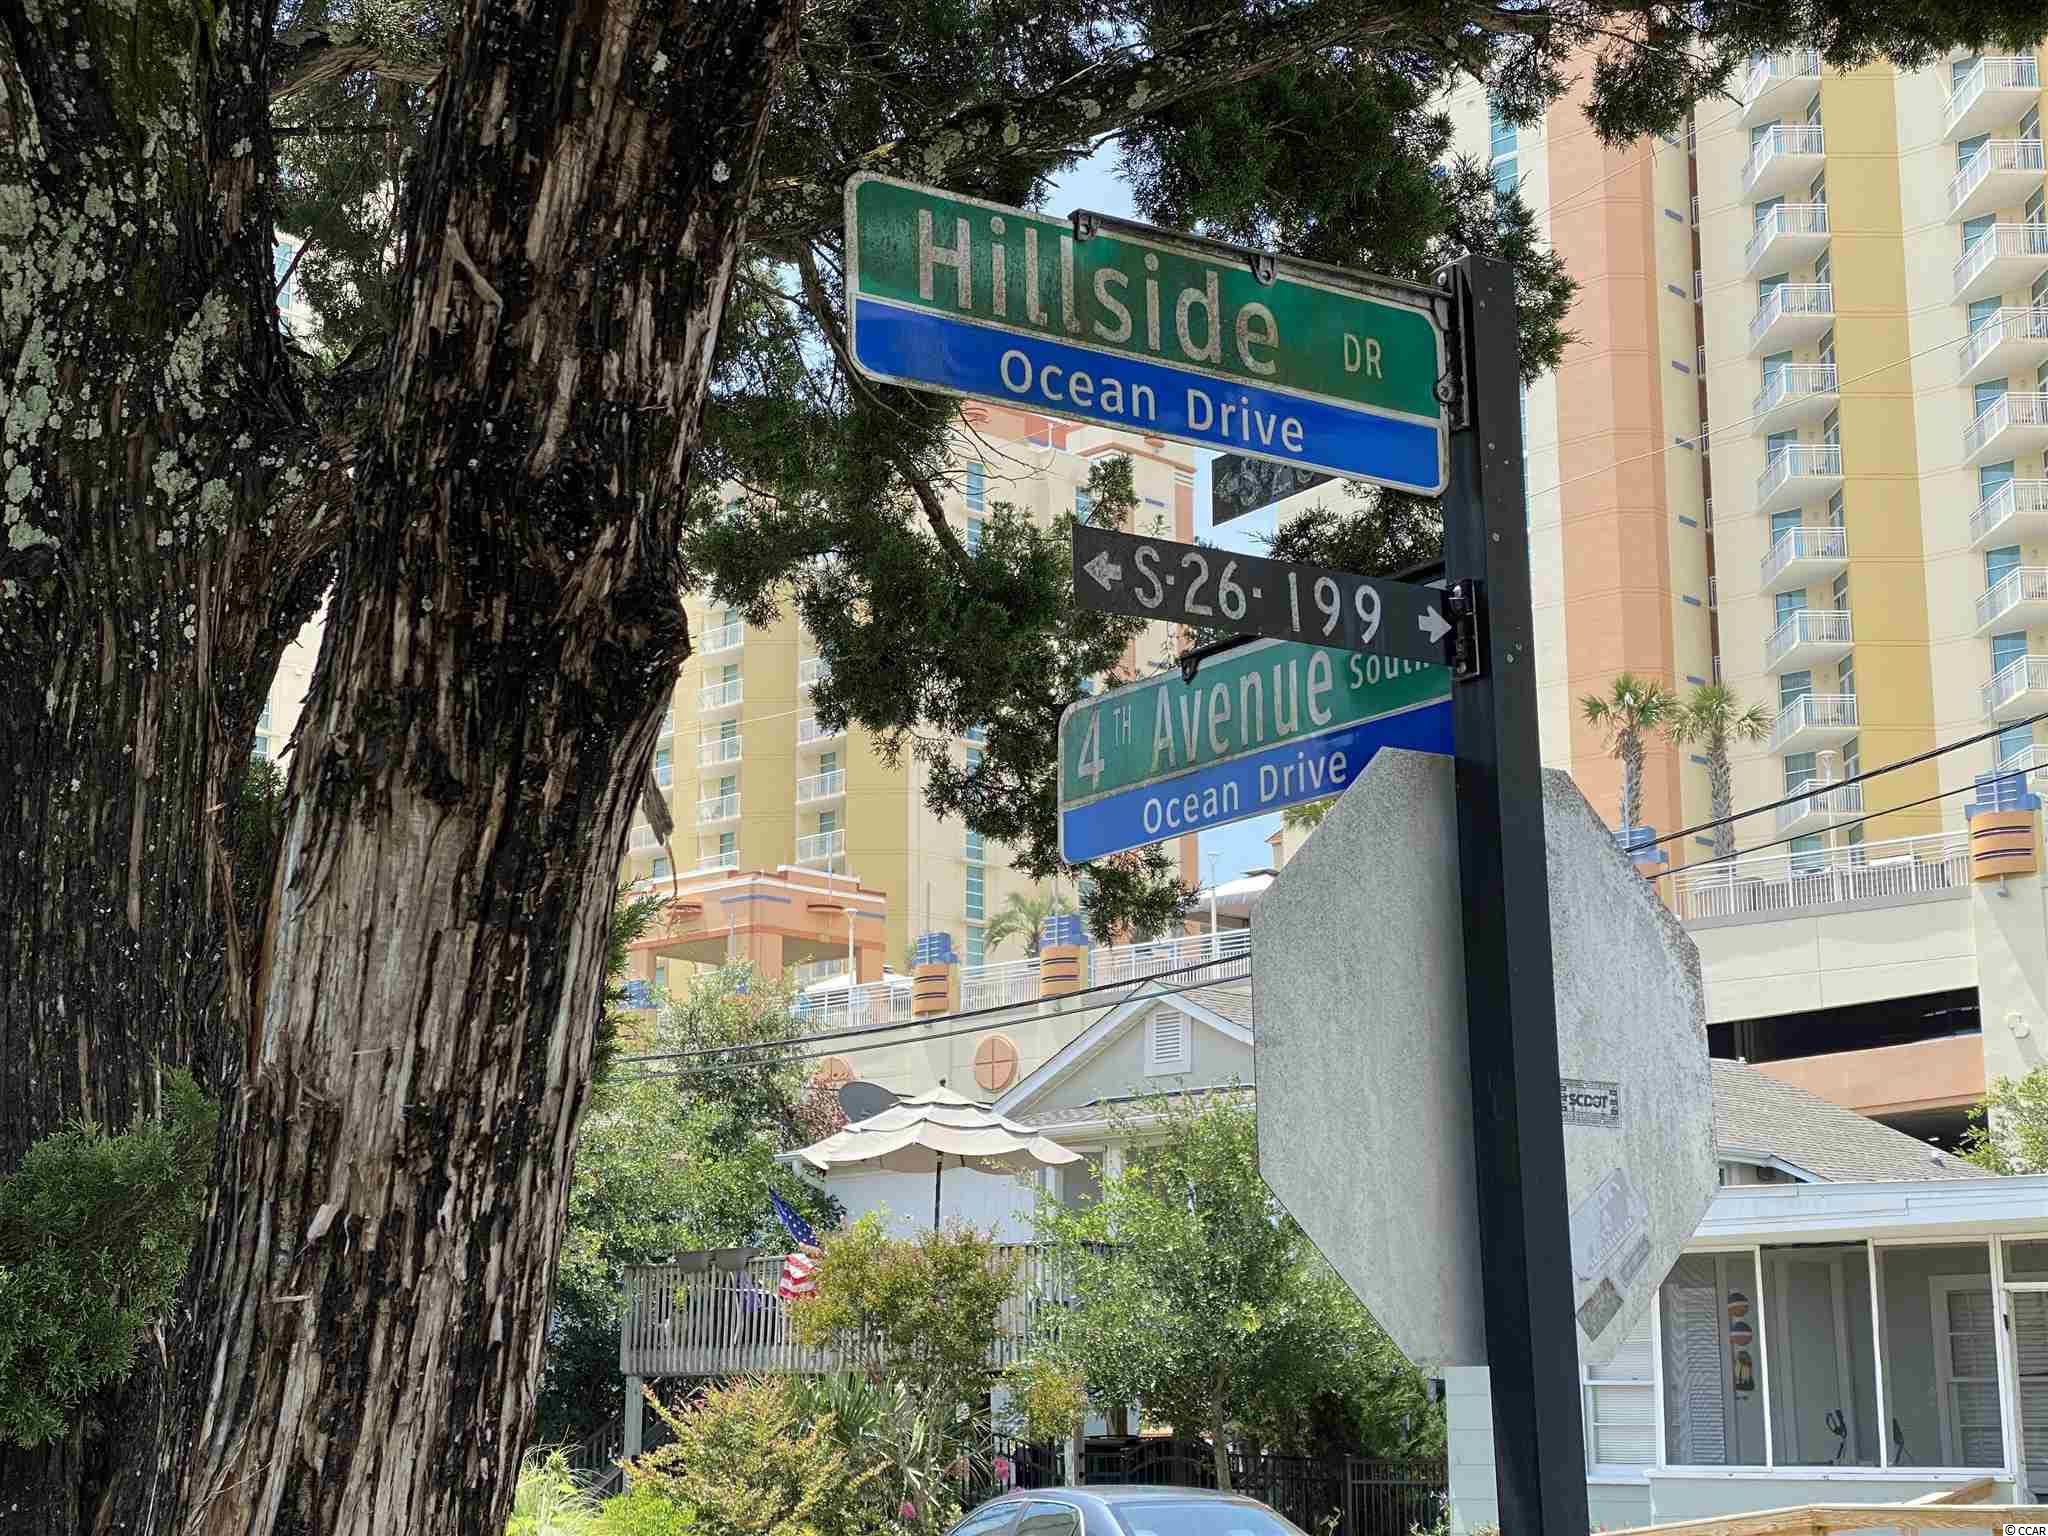 Hillside DR
Ocean Drive
S-26-199
4TH Avenue South
Ocean Drive
SCDOT
© CCAR